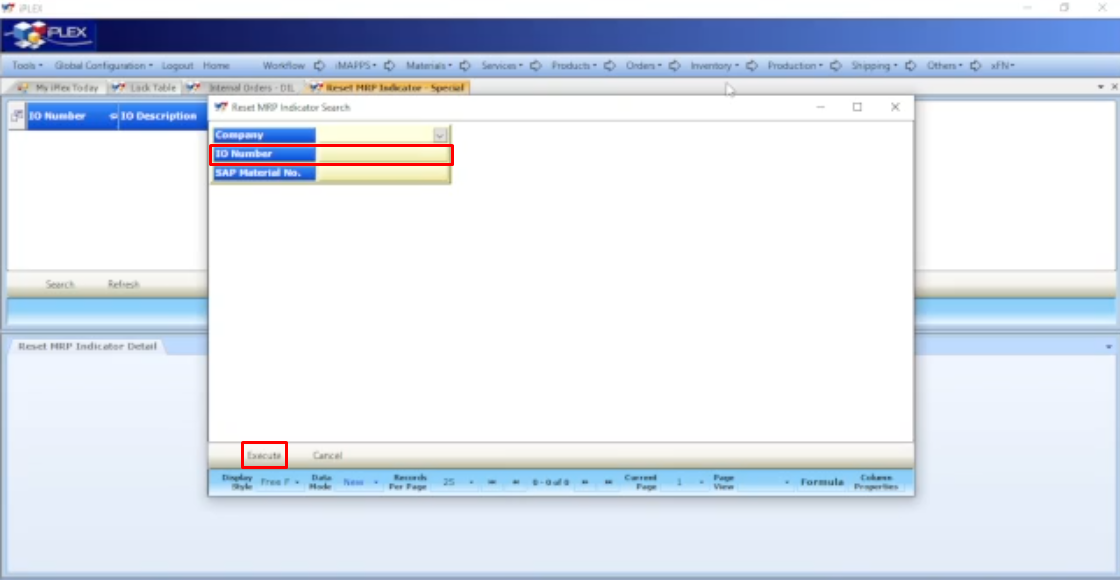 iPLEX
iPLEX
Tools Global Configuration Logout Home Workflow iMAPPS Materials Services Products Orders Inventory Production Shipping Others xFN
My iPlex Today Lock Table Internal Orders - DIL Reset MRP Indicator - Special
IO Number IO Description
Reset MRP Indicator Search
Company
IO Number
SAP Material No.
Search Refresh
Reset MRP Indicator Detail
Execute Cancel
Display Style Free F Data Mode New Records Per Page 25 0 - 0 of 0 Current Page 1 Page View Formula Column Properties